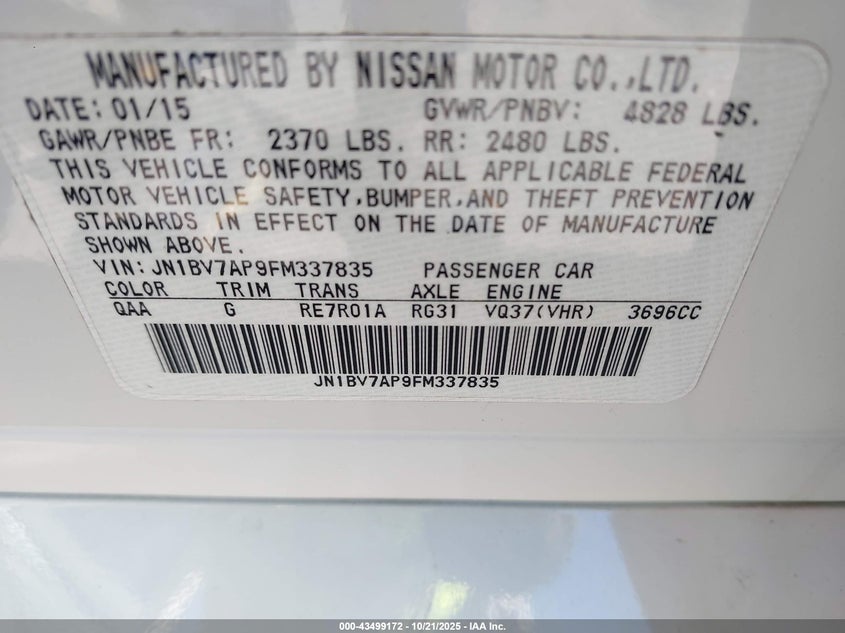 MANUFACTURED BY NISSAN MOTOR CO.,LTD.
DATE: 01/15 GVWR/PNBV: 4828 LBS.
GAWR/PNBE FR: 2370 LBS. RR: 2480 LBS.
THIS VEHICLE CONFORMS TO ALL APPLICABLE FEDERAL
MOTOR VEHICLE SAFETY,BUMPER,AND THEFT PREVENTION
STANDARDS IN EFFECT ON THE DATE OF MANUFACTURE
SHOWN ABOVE.
VIN:JN1BV7AP9FM337835 PASSENGER CAR
COLOR TRIM TRANS AXLE ENGINE
QAA G RE7R01A RG31 VQ37(VHR) 3696CC
JN1BV7AP9FM337835
000-43499172 - 10/21/2025 - IAA Inc.